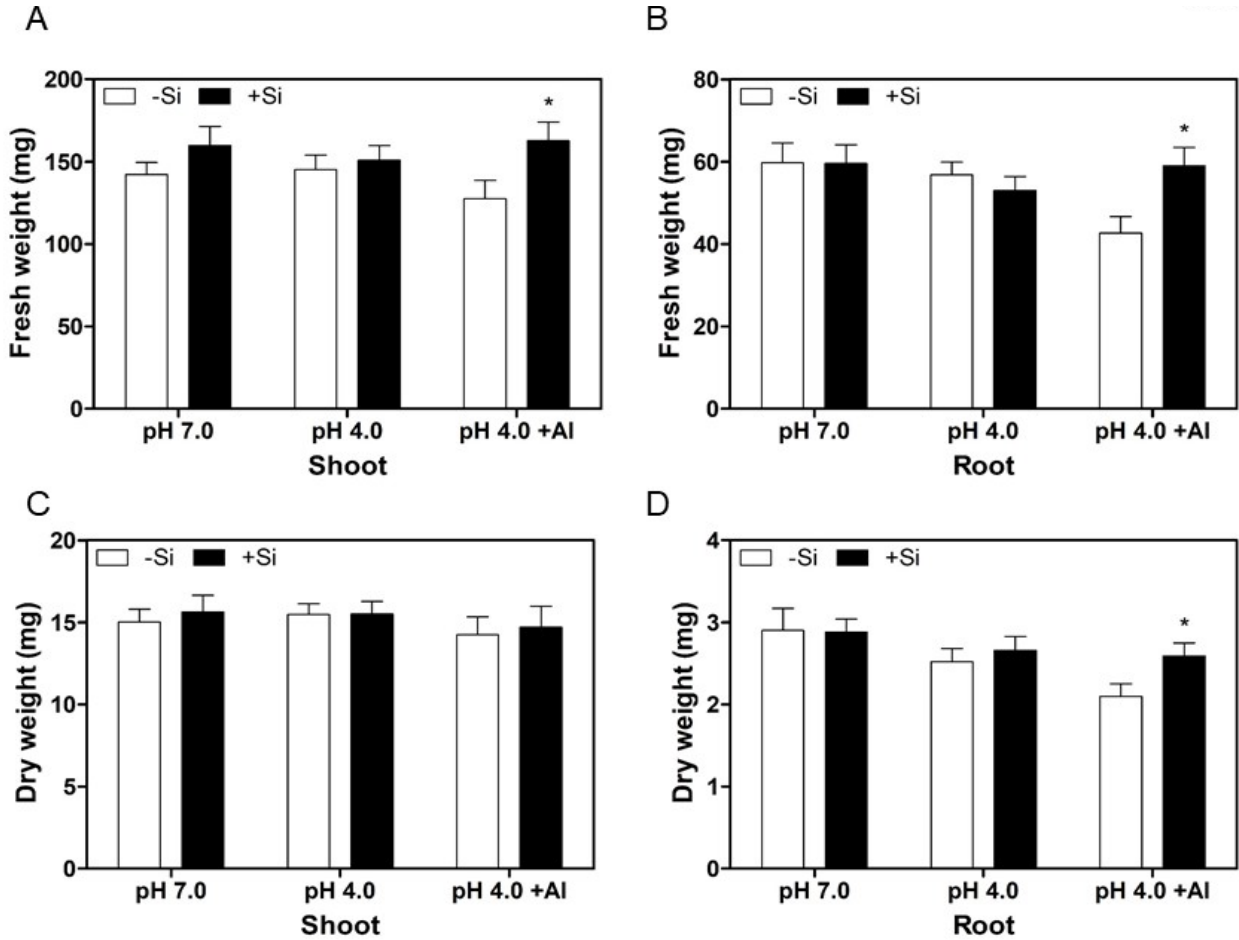 A
B
200
150
100
50
0
Fresh weight (mg)
-Si +Si
*
pH 7.0 pH 4.0 pH 4.0 +Al
Shoot
80
60
40
20
0
Fresh weight (mg)
-Si +Si
*
pH 7.0 pH 4.0 pH 4.0 +Al
Root
C
D
20
15
10
5
0
Dry weight (mg)
-Si +Si
pH 7.0 pH 4.0 pH 4.0 +Al
Shoot
4
3
2
1
0
Dry weight (mg)
-Si +Si
*
pH 7.0 pH 4.0 pH 4.0 +Al
Root